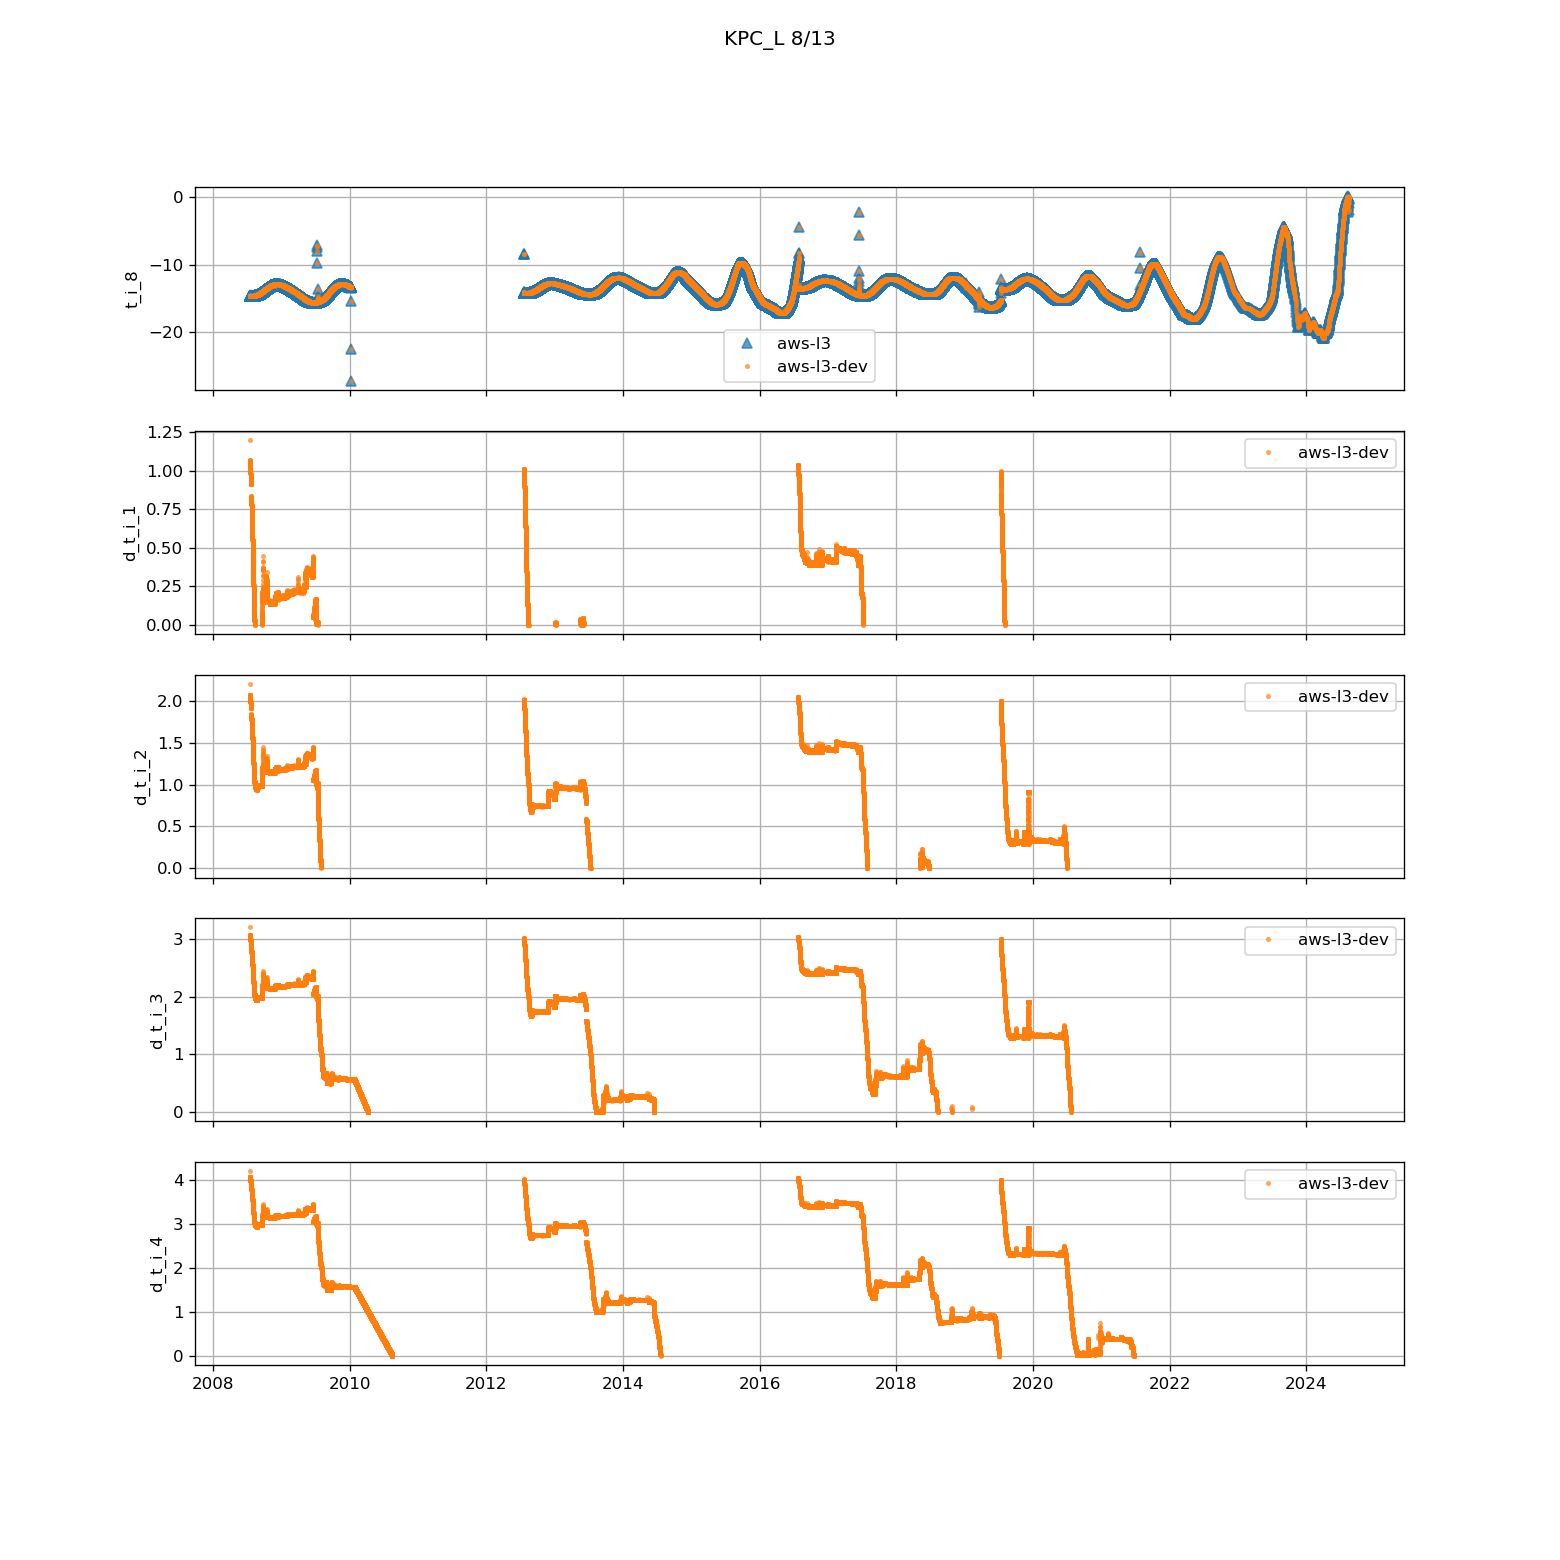 KPC_L 8/13
t_i_8
0
−10
−20
aws-l3
aws-l3-dev
d_t_i_1
1.25
1.00
0.75
0.50
0.25
0.00
aws-l3-dev
d_t_i_2
2.0
1.5
1.0
0.5
0.0
aws-l3-dev
d_t_i_3
3
2
1
0
aws-l3-dev
d_t_i_4
4
3
2
1
0
aws-l3-dev
2008 2010 2012 2014 2016 2018 2020 2022 2024